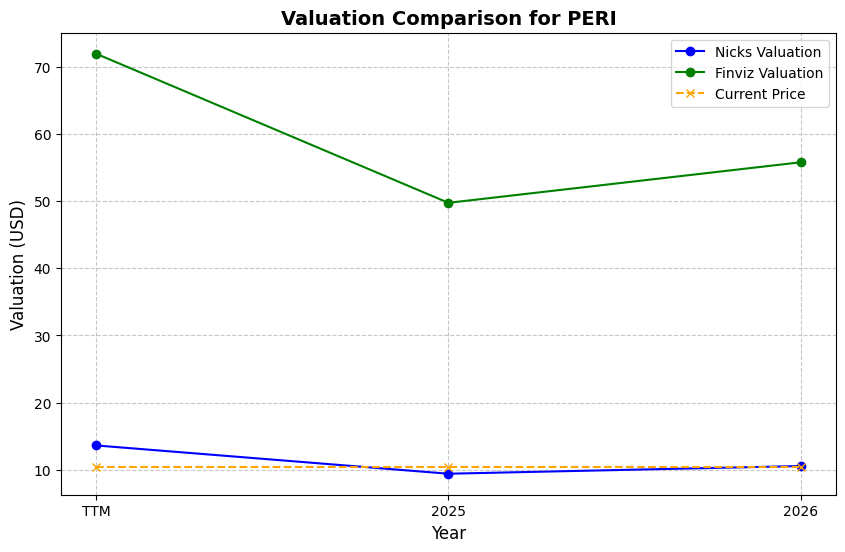 Valuation Comparison for PERI
Nicks Valuation
Finviz Valuation
Current Price
Valuation (USD)
70
60
50
40
30
20
10
TTM
2025
2026
Year